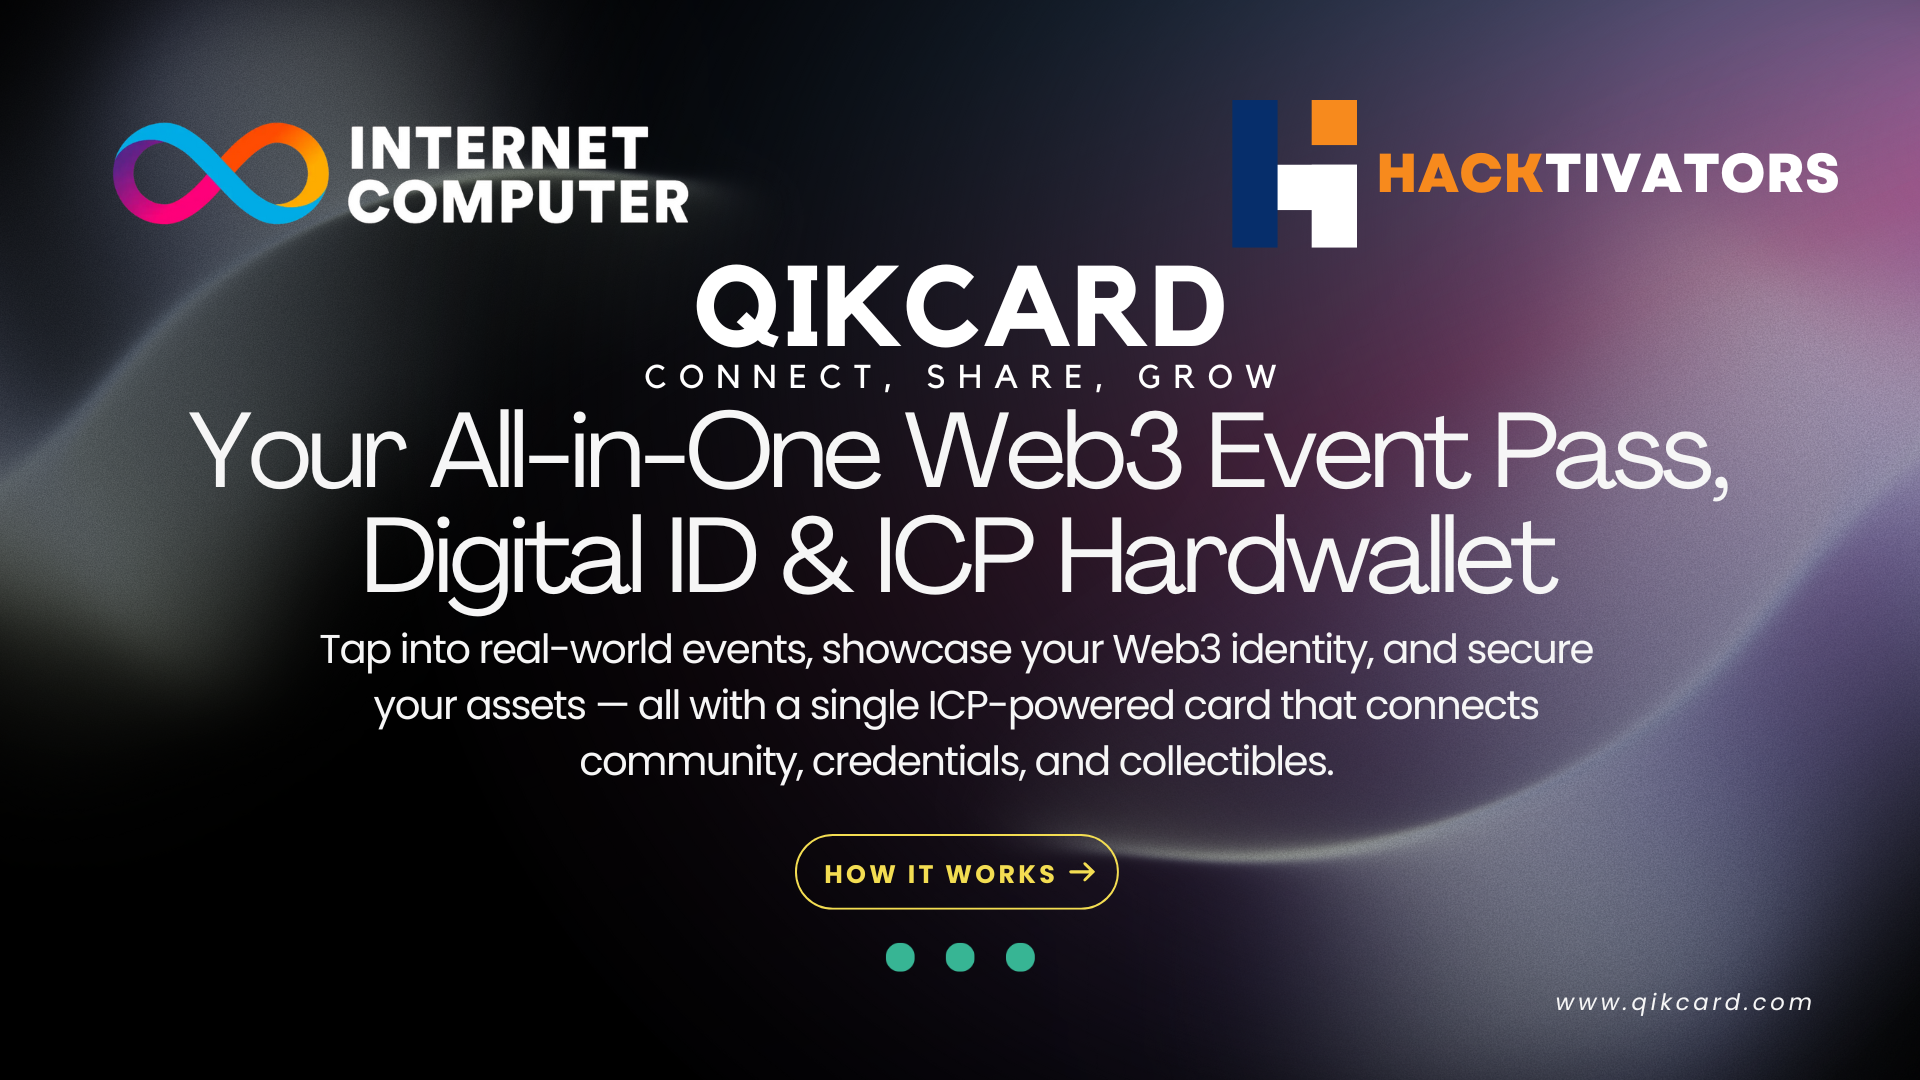 INTERNET
COMPUTER
HACKTIVATORS
QIKCARD
CONNECT, SHARE, GROW
Your All-in-One Web3 Event Pass,
Digital ID & ICP Hardwallet
Tap into real-world events, showcase your Web3 identity, and secure
your assets — all with a single ICP-powered card that connects
community, credentials, and collectibles.
HOW IT WORKS →
www.qikcard.com